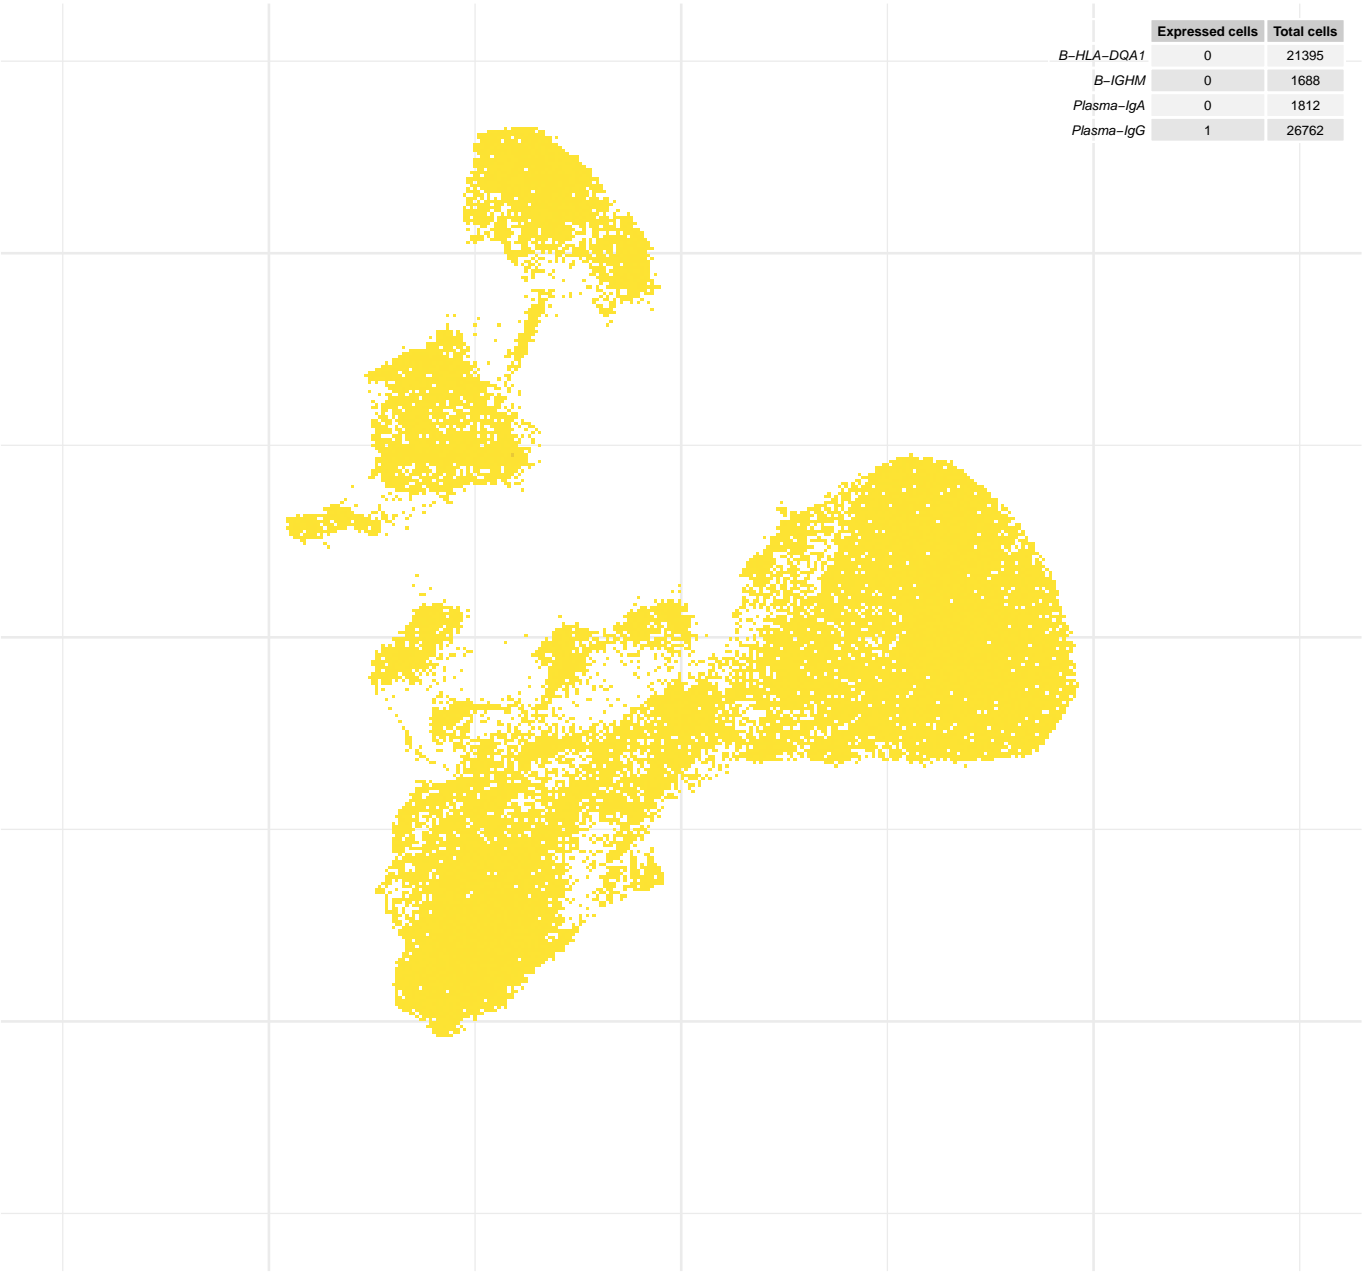 Expressed cells Total cells
B−HLA−DQA1 0 21395
B−IGHM 0 1688
Plasma−IgA 0 1812
Plasma−IgG 1 26762